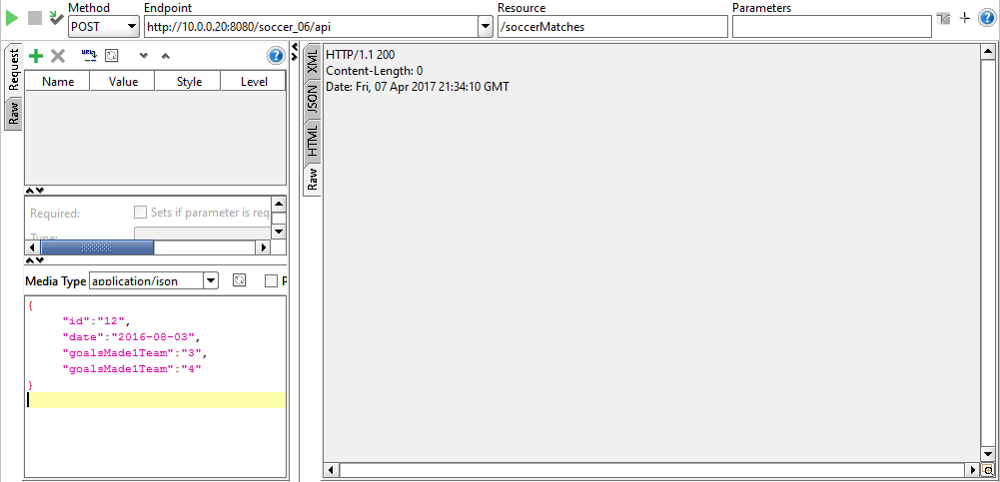 Method
Endpoint
Resource
Parameters
POST
http://10.0.0.20:8080/soccer_06/api
/soccerMatches
Request
Raw
Name
Value
Style
Level
Required:
Sets if parameter is req
Type:
Media Type
application/json
P
{
"id":"12",
"date":"2016-08-03",
"goalsMade1Team":"3",
"goalsMade1Team":"4"
}
XML
JSON
HTML
Raw
HTTP/1.1 200
Content-Length: 0
Date: Fri, 07 Apr 2017 21:34:10 GMT